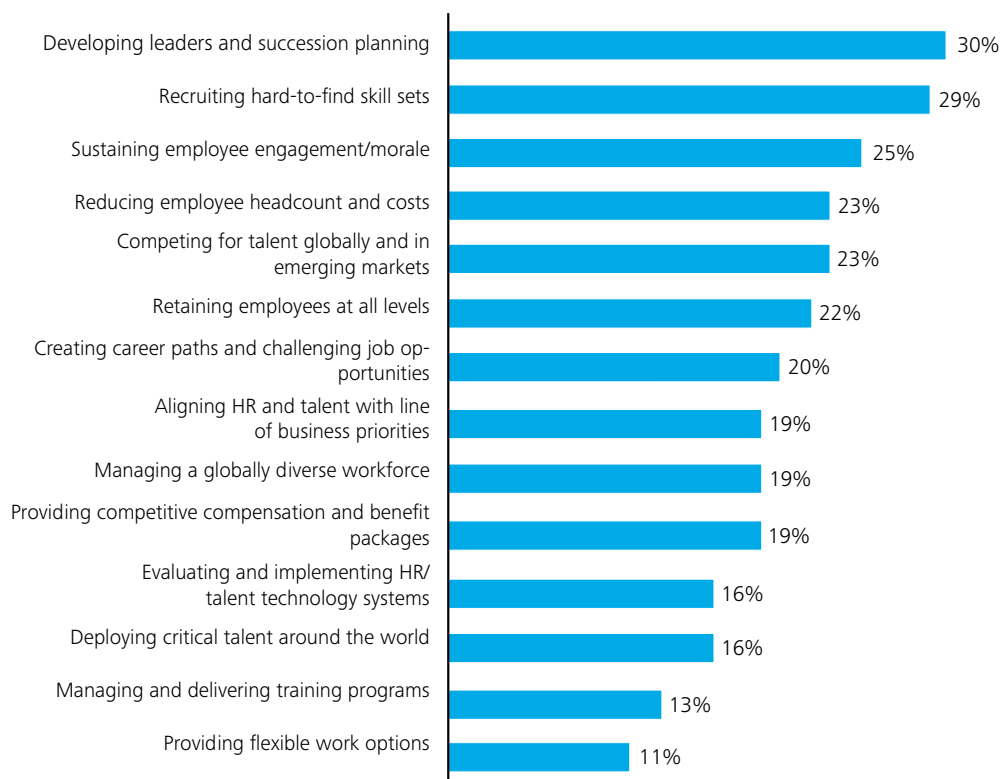 Developing leaders and succession planning 30%
Recruiting hard-to-find skill sets 29%
Sustaining employee engagement/morale 25%
Reducing employee headcount and costs 23%
Competing for talent globally and in
emerging markets 23%
Retaining employees at all levels 22%
Creating career paths and challenging job op-
portunities 20%
Aligning HR and talent with line
of business priorities 19%
Managing a globally diverse workforce 19%
Providing competitive compensation and benefit
packages 19%
Evaluating and implementing HR/
talent technology systems 16%
Deploying critical talent around the world 16%
Managing and delivering training programs 13%
Providing flexible work options 11%